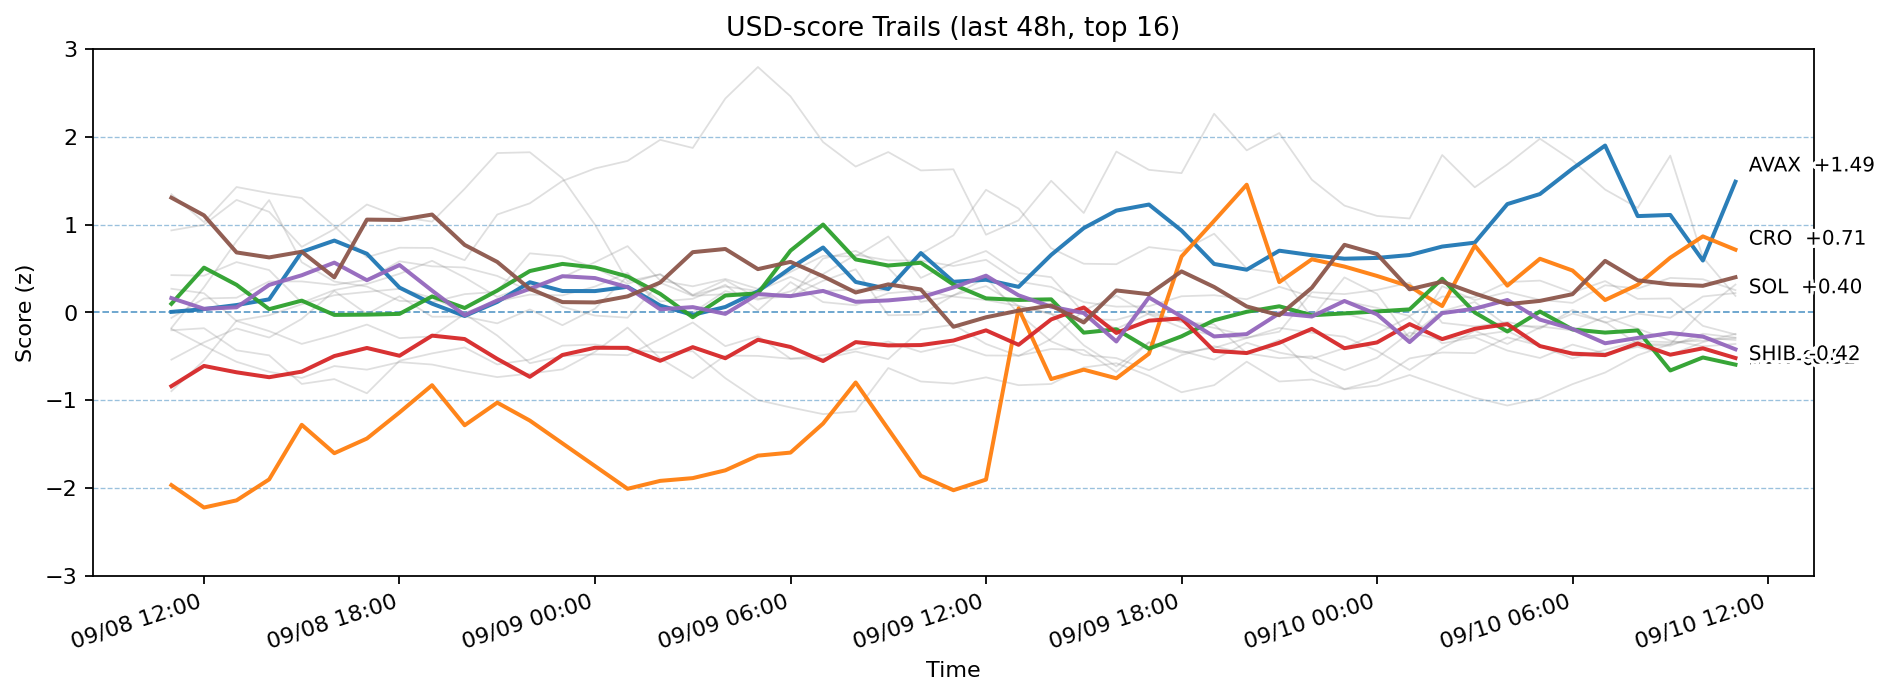 USD-score Trails (last 48h, top 16)
Score (z)
3
2
1
0
−1
−2
−3
AVAX +1.49
CRO +0.71
SOL +0.40
SHIB -0.42
09/08 12:00
09/08 18:00
09/09 00:00
09/09 06:00
09/09 12:00
09/09 18:00
09/10 00:00
09/10 06:00
09/10 12:00
Time